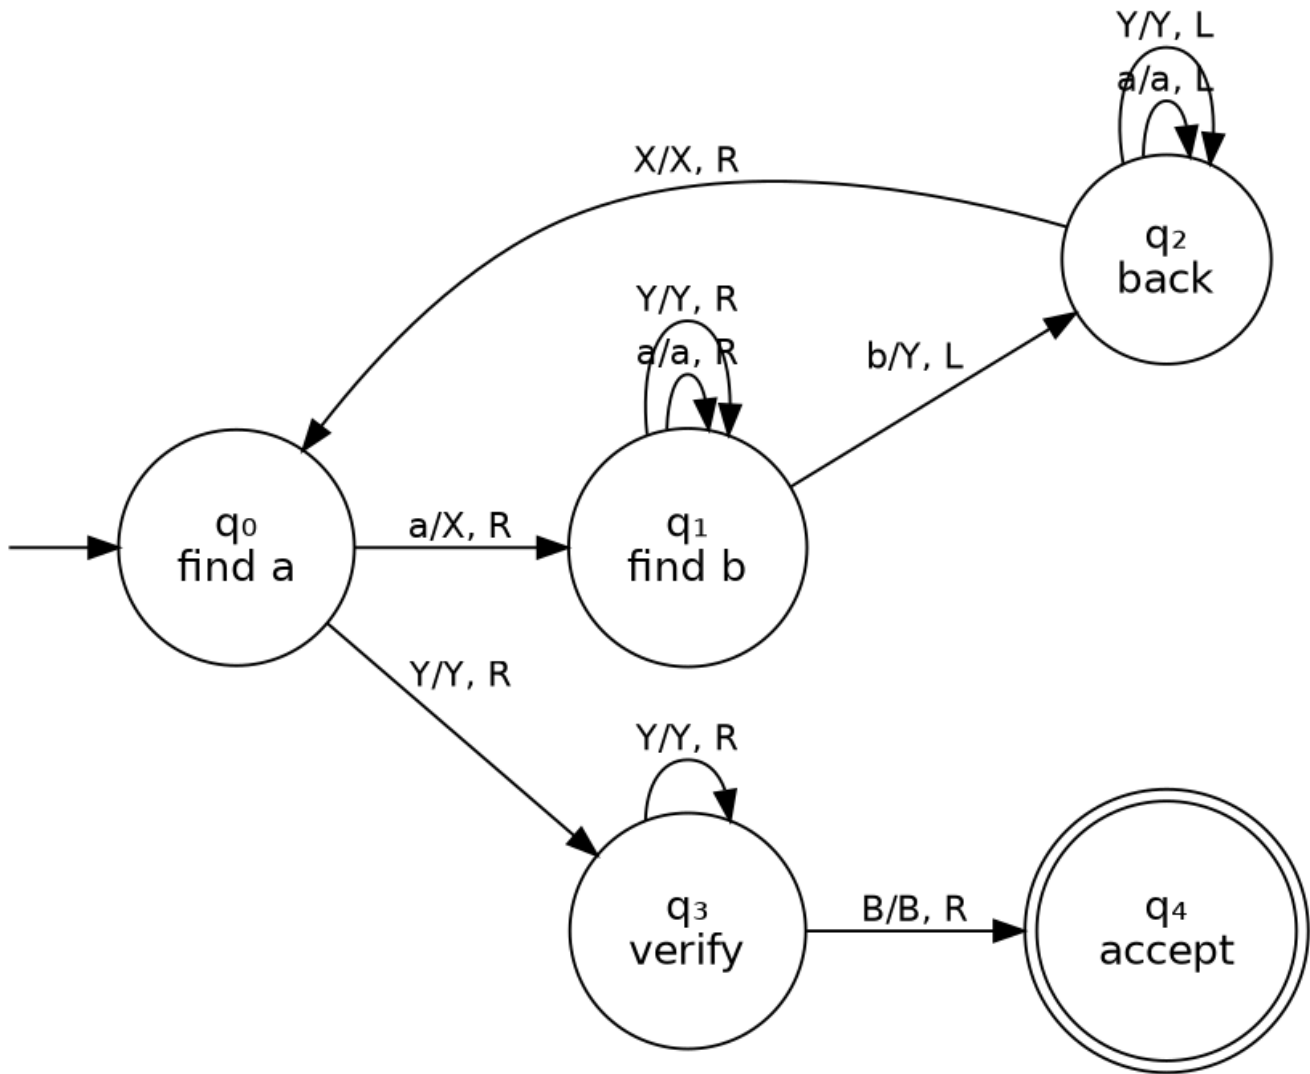 Y/Y, L
a/a, L
X/X, R
q₂
back
Y/Y, R
a/a, R
b/Y, L
q₀
find a
a/X, R
q₁
find b
Y/Y, R
Y/Y, R
q₃
verify
B/B, R
q₄
accept